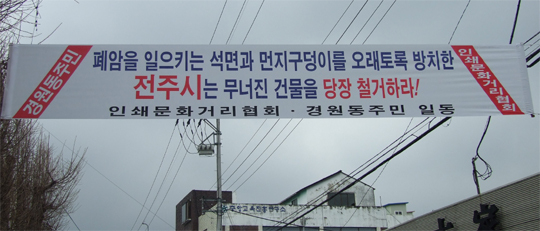 경원동주민
폐암을 일으키는 석면과 먼지구덩이를 오래토록 방치한
전주시는 무너진 건물을 당장 철거하라!
인쇄문화거리협회 · 경원동주민 일동
인쇄문화거리협회